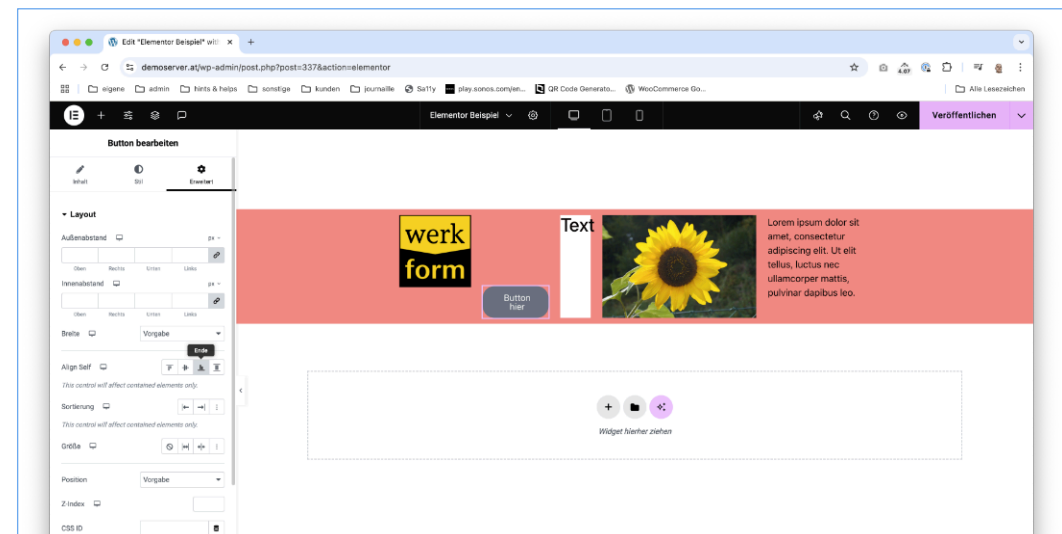 Edit "Elementor Beispiel" with
demoserver.at/wp-admin/post.php?post=337&action=elementor
4.07
eigene
admin
hints & helps
sonstige
kunden
journaille
Sa11y
play.sonos.com/en...
QR Code Generato...
WooCommerce Go...
Alle Lesezeichen
Elementor Beispiel
Veröffentlichen
Button bearbeiten
Inhalt
Stil
Erweitert
Layout
Außenabstand
px
Oben
Rechts
Unten
Links
Innenabstand
px
Oben
Rechts
Unten
Links
Breite
Vorgabe
Ende
Align Self
This control will affect contained elements only.
Sortierung
This control will affect contained elements only.
Größe
Position
Vorgabe
Z-Index
CSS ID
werk
form
Button
hier
Text
Lorem ipsum dolor sit
amet, consectetur
adipiscing elit. Ut elit
tellus, luctus nec
ullamcorper mattis,
pulvinar dapibus leo.
Widget hierher ziehen